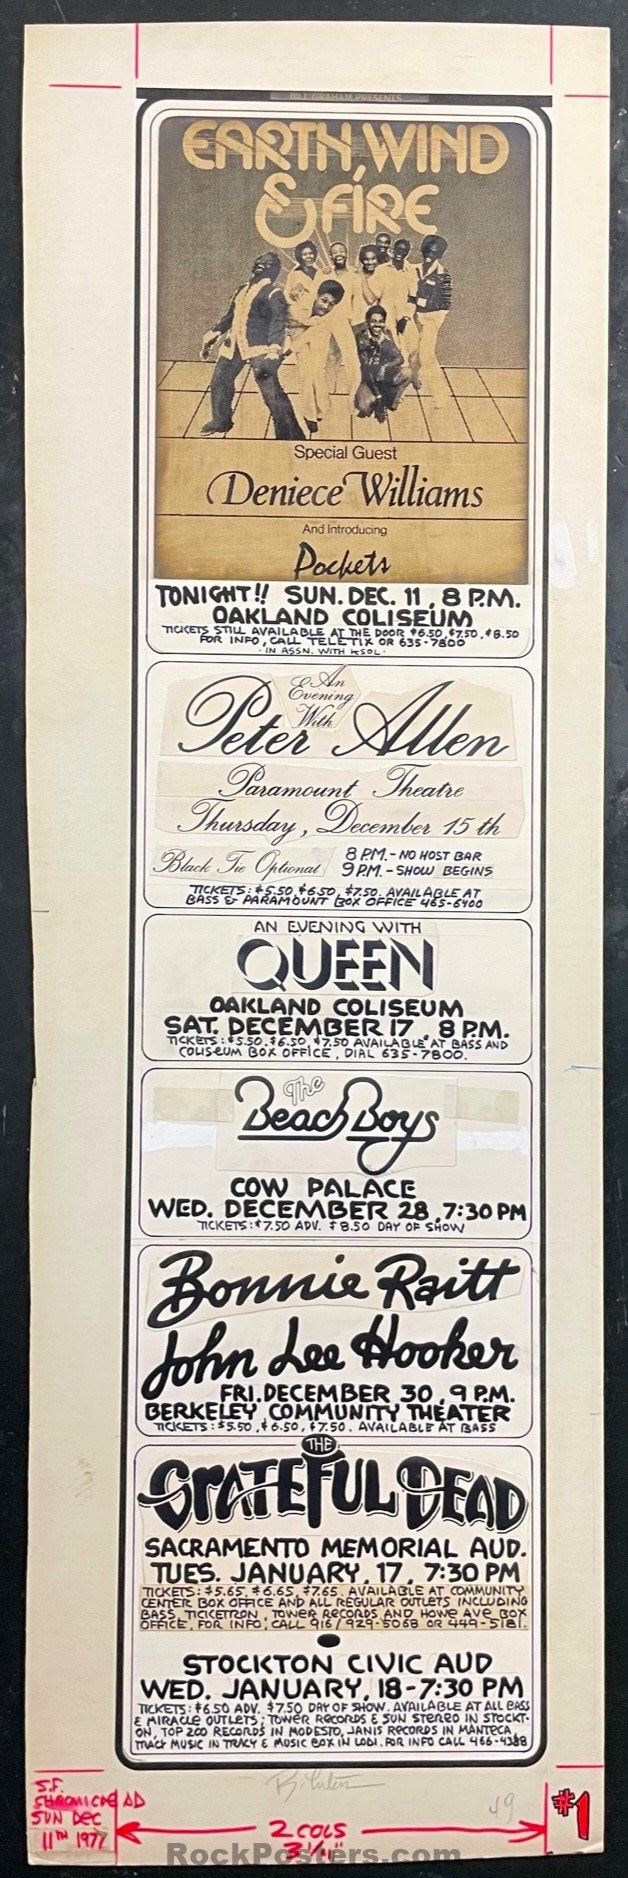 BILL GRAHAM PRESENTS
EARTH, WIND
& FIRE
Special Guest
Deniece Williams
And Introducing
Pockets
TONIGHT!! SUN. DEC. 11, 8 P.M.
OAKLAND COLISEUM
TICKETS STILL AVAILABLE AT THE DOOR $6.50, $7.50, $8.50
FOR INFO, CALL TELETIX OR 635-7800
· IN ASSN. WITH KSOL ·
An
Evening
With
Peter Allen
Paramount Theatre
Thursday, December 15 th
Black Tie Optional
8 P.M. - NO HOST BAR
9 P.M. - SHOW BEGINS
TICKETS: $5.50, $6.50, $7.50. AVAILABLE AT
BASS & PARAMOUNT BOX OFFICE 465-6400
AN EVENING WITH
QUEEN
OAKLAND COLISEUM
SAT. DECEMBER 17, 8 P.M.
TICKETS: $5.50, $6.50, $7.50 AVAILABLE AT BASS AND
COLISEUM BOX OFFICE, DIAL 635-7800.
The
Beach Boys
COW PALACE
WED. DECEMBER 28, 7:30 PM
TICKETS: $7.50 ADV. $8.50 DAY OF SHOW
Bonnie Raitt
John Lee Hooker
FRI. DECEMBER 30, 9 P.M.
BERKELEY COMMUNITY THEATER
TICKETS: $5.50, $6.50, $7.50. AVAILABLE AT BASS
THE
GRATEFUL DEAD
SACRAMENTO MEMORIAL AUD.
TUES. JANUARY, 17, 7:30 PM
TICKETS: $5.65, $6.65, $7.65. AVAILABLE AT COMMUNITY
CENTER BOX OFFICE AND ALL REGULAR OUTLETS INCLUDING
BASS, TICKETRON, TOWER RECORDS AND HOWE AVE BOX
OFFICE, FOR INFO, CALL 916/929-5068 OR 449-5181.
STOCKTON CIVIC AUD
WED. JANUARY, 18-7:30 PM
TICKETS: $6.50 ADV. $7.50 DAY OF SHOW. AVAILABLE AT ALL BASS
& MIRACLE OUTLETS; TOWER RECORDS & SUN STEREO IN STOCKT-
ON, TOP 200 RECORDS IN MODESTO, JANIS RECORDS IN MANTECA,
TRACY MUSIC IN TRACY & MUSIC BOX IN LODI. FOR INFO CALL 466-4388
S.F.
CHRONICLE AD
SUN DEC
11TH 1977
49
#1
2 COLS
3 1/4"
RockPosters.com